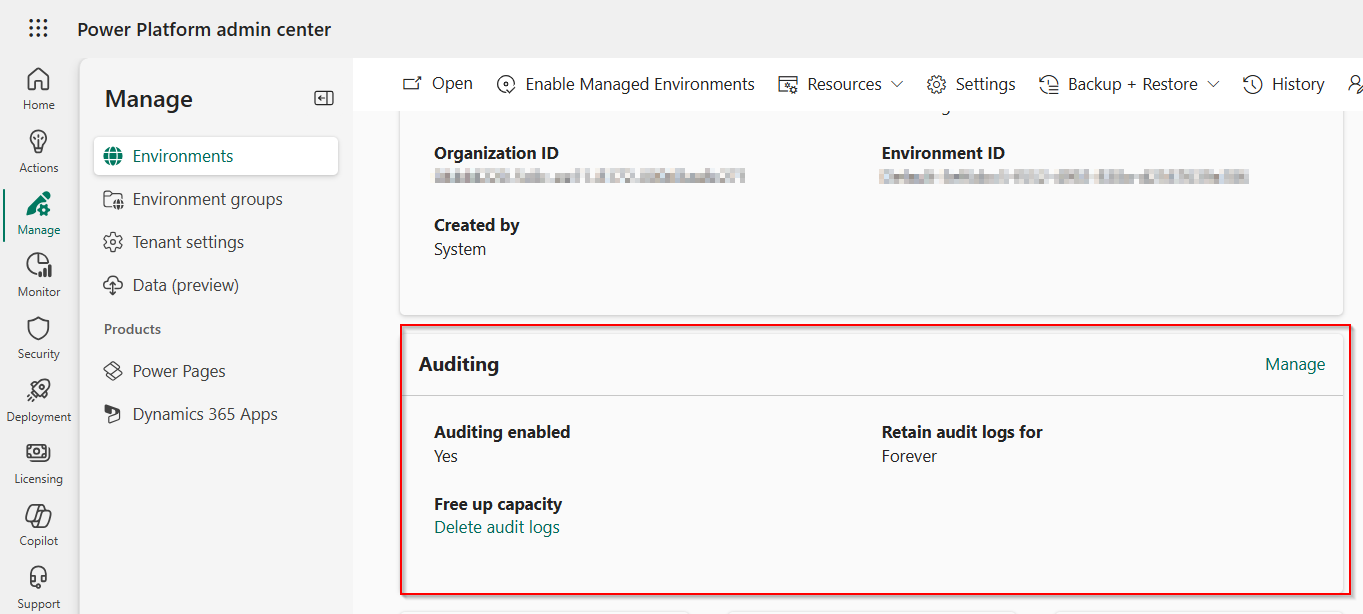 Power Platform admin center
Home
Actions
Manage
Monitor
Security
Deployment
Licensing
Copilot
Support
Manage
Environments
Environment groups
Tenant settings
Data (preview)
Products
Power Pages
Dynamics 365 Apps
Open Enable Managed Environments Resources Settings Backup + Restore History
Organization ID Environment ID
Created by
System
Auditing Manage
Auditing enabled Retain audit logs for
Yes Forever
Free up capacity
Delete audit logs